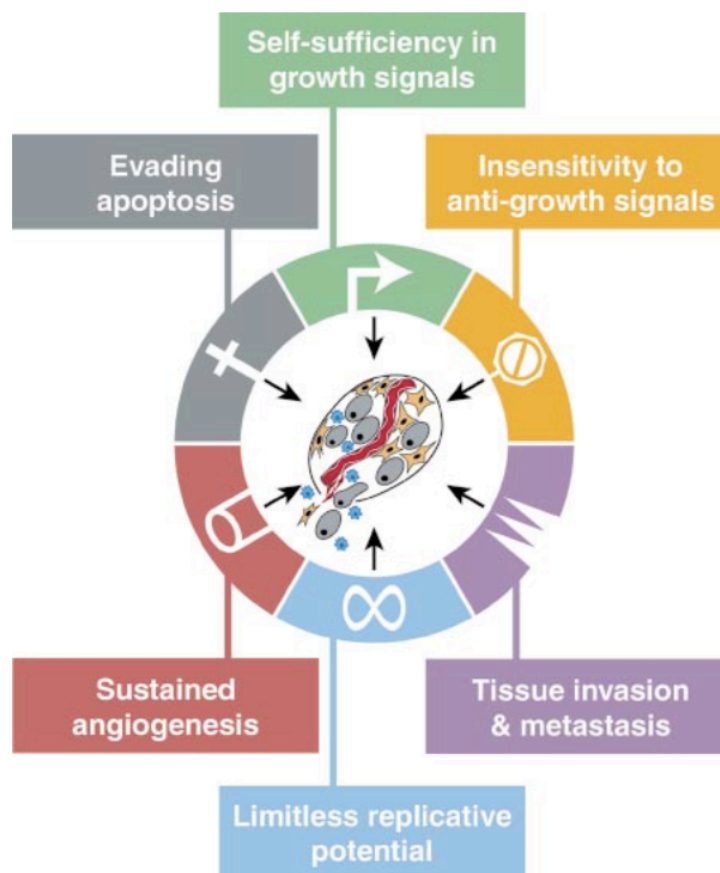 Self-sufficiency in
growth signals
Evading
apoptosis
Insensitivity to
anti-growth signals
Sustained
angiogenesis
Tissue invasion
& metastasis
Limitless replicative
potential